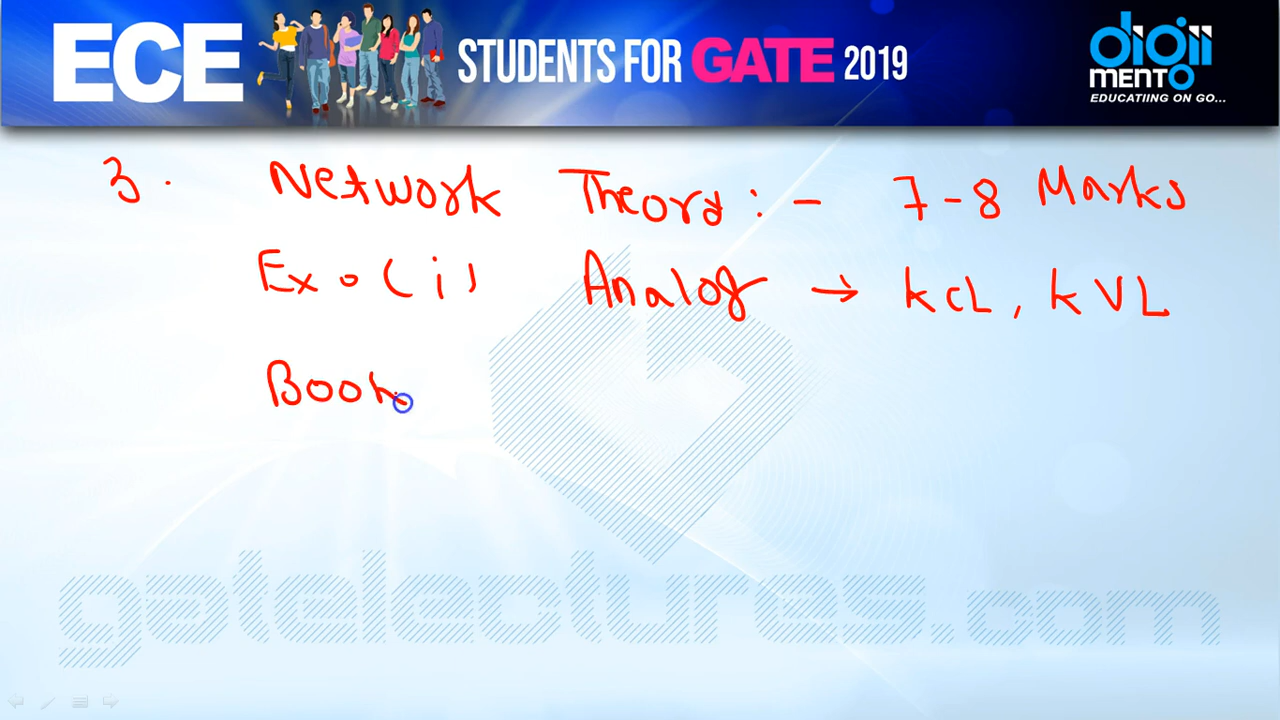 ECE STUDENTS FOR GATE 2019
digii
MENTO
EDUCATIING ON GO...
3. Network Theory :- 7-8 Marks
Ex. (i) Analog → KCL, KVL
Book
gatelectures.com